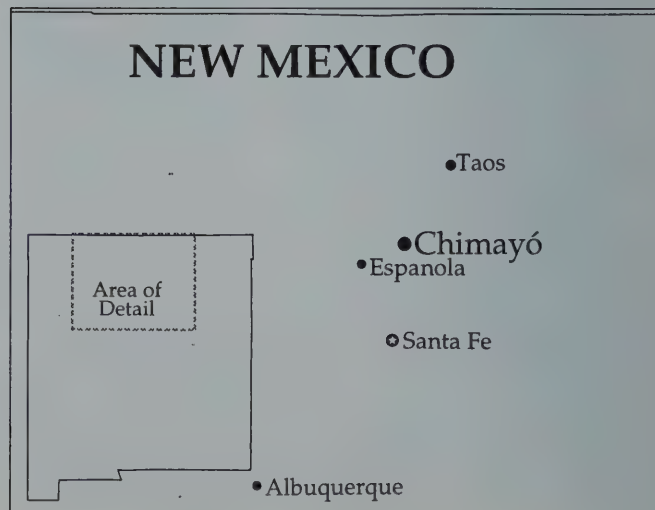 NEW MEXICO
Taos
Chimayó
Espanola
Area of
Detail
Santa Fe
Albuquerque